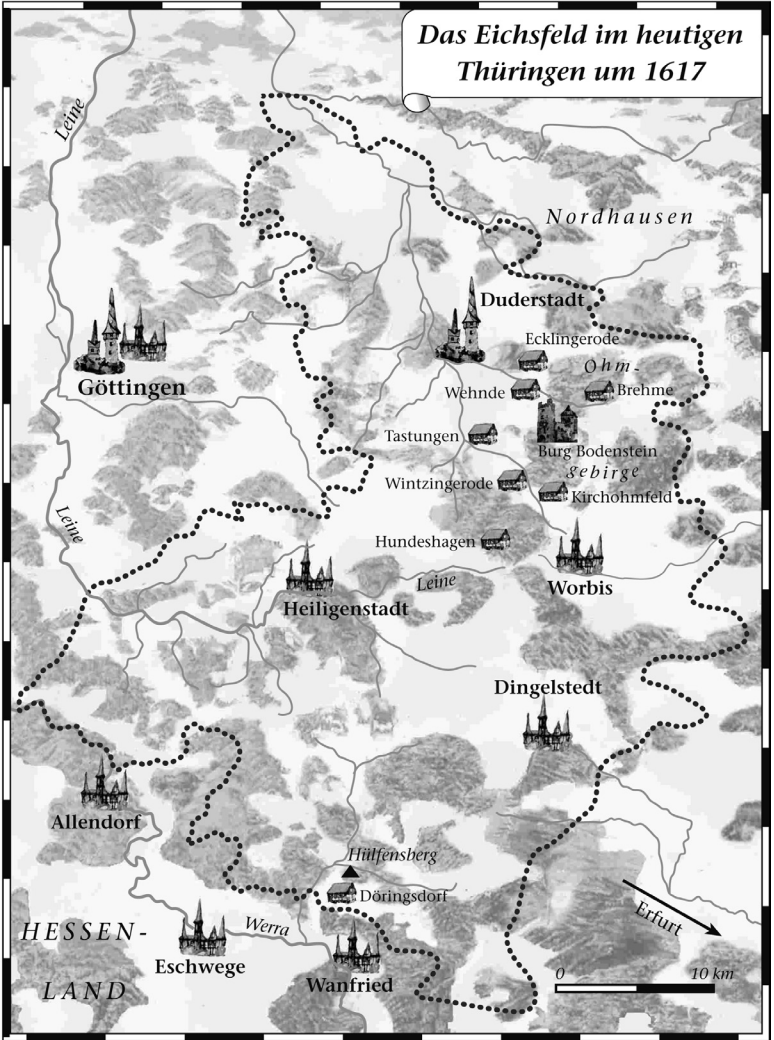 Das Eichsfeld im heutigen
Thüringen um 1617
Leine
Nordhausen
Duderstadt
Ecklingerode
Ohm-
Göttingen
Wehnde
Brehme
Tastungen
Burg Bodenstein
gebirge
Wintzingerode
Kirchohmfeld
Leine
Hundeshagen
Leine
Worbis
Heiligenstadt
Dingelstedt
Allendorf
Hülfensberg
Döringsdorf
Erfurt
HESSEN-
Werra
Eschwege
0 10 km
LAND
Wanfried